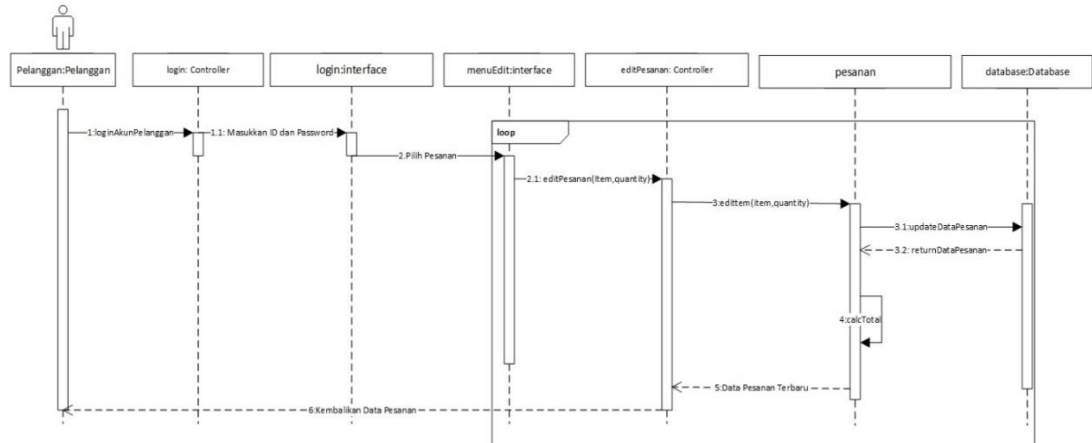 Pelanggan:Pelanggan
login: Controller
login:interface
menuEdit:interface
editPesanan: Controller
pesanan
database:Database
loop
1:loginAkunPelanggan
1.1: Masukkan ID dan Password
2.Pilih Pesanan
2.1: editPesanan(Item,quantity)
3:edittem(item,quantity)
3.1:updateDataPesanan
3.2: returnDataPesanan
4:calcTotal
5:Data Pesanan Terbaru
6:Kembalikan Data Pesanan